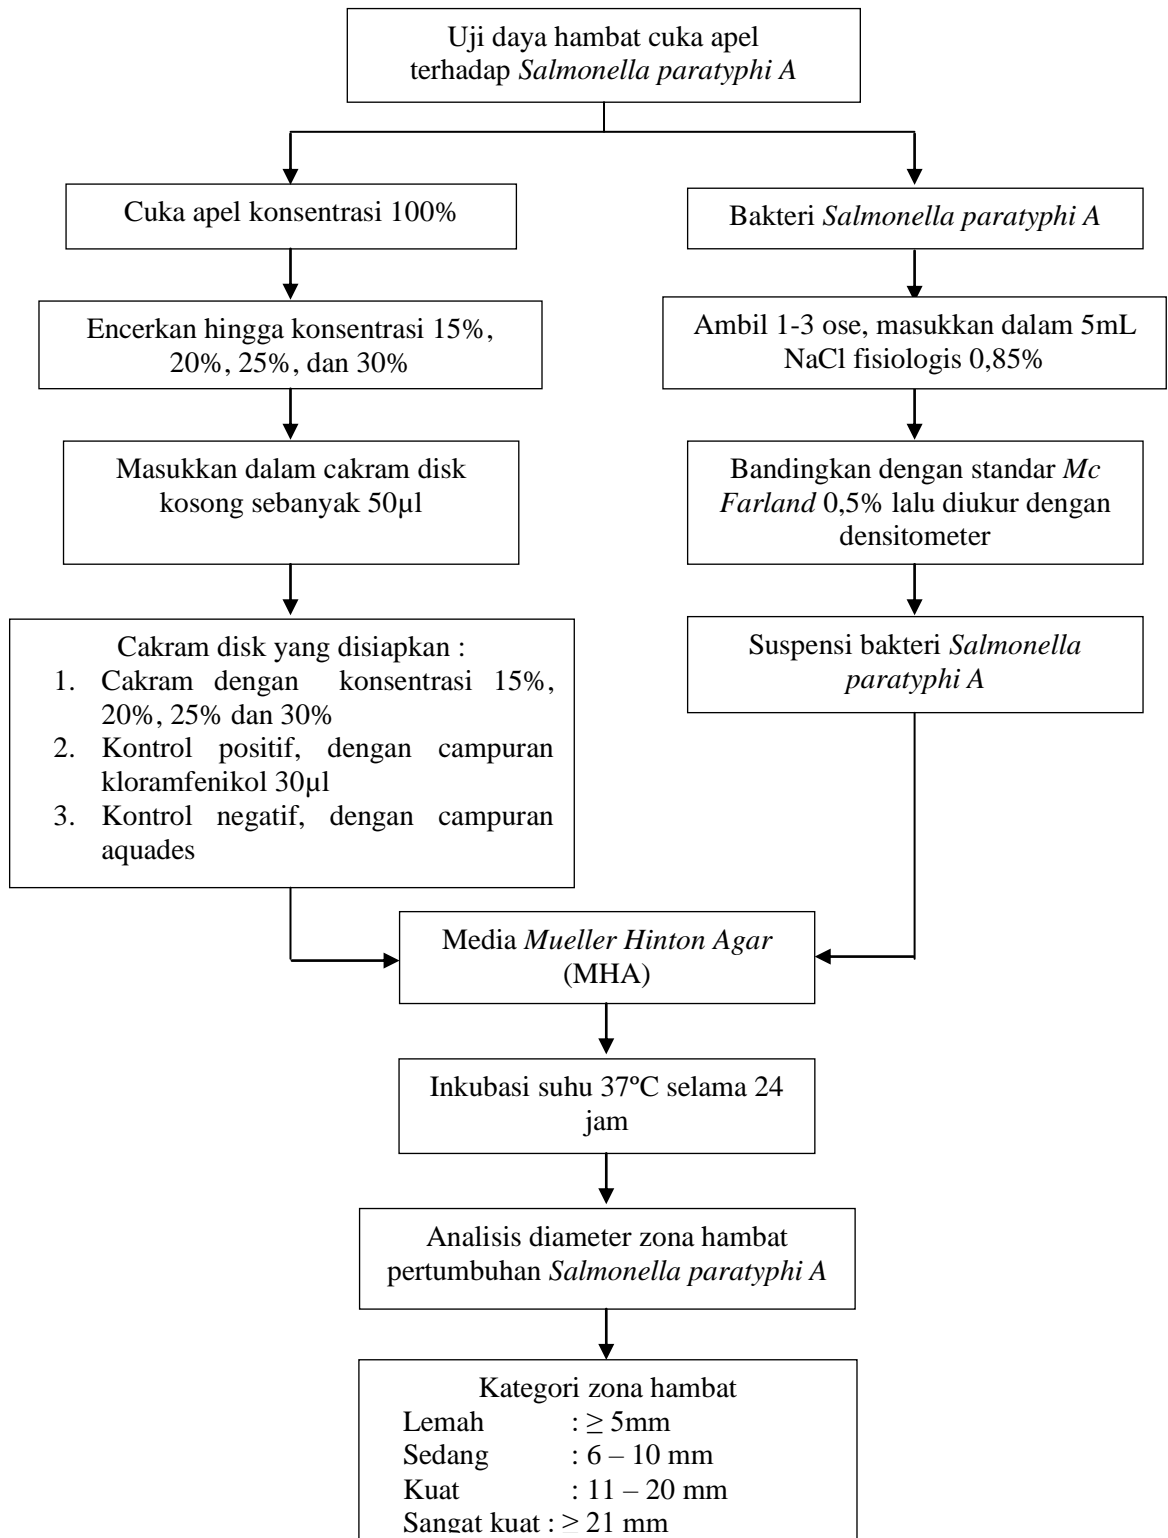 Uji daya hambat cuka apel
terhadap Salmonella paratyphi A
Cuka apel konsentrasi 100%
Encerkan hingga konsentrasi 15%,
20%, 25%, dan 30%
Masukkan dalam cakram disk
kosong sebanyak 50µl
Cakram disk yang disiapkan :
1. Cakram dengan konsentrasi 15%,
20%, 25% dan 30%
2. Kontrol positif, dengan campuran
kloramfenikol 30µl
3. Kontrol negatif, dengan campuran
aquades
Bakteri Salmonella paratyphi A
Ambil 1-3 ose, masukkan dalam 5mL
NaCl fisiologis 0,85%
Bandingkan dengan standar Mc
Farland 0,5% lalu diukur dengan
densitometer
Suspensi bakteri Salmonella
paratyphi A
Media Mueller Hinton Agar
(MHA)
Inkubasi suhu 37ºC selama 24
jam
Analisis diameter zona hambat
pertumbuhan Salmonella paratyphi A
Kategori zona hambat
Lemah : ≥ 5mm
Sedang : 6 – 10 mm
Kuat : 11 – 20 mm
Sangat kuat : ≥ 21 mm